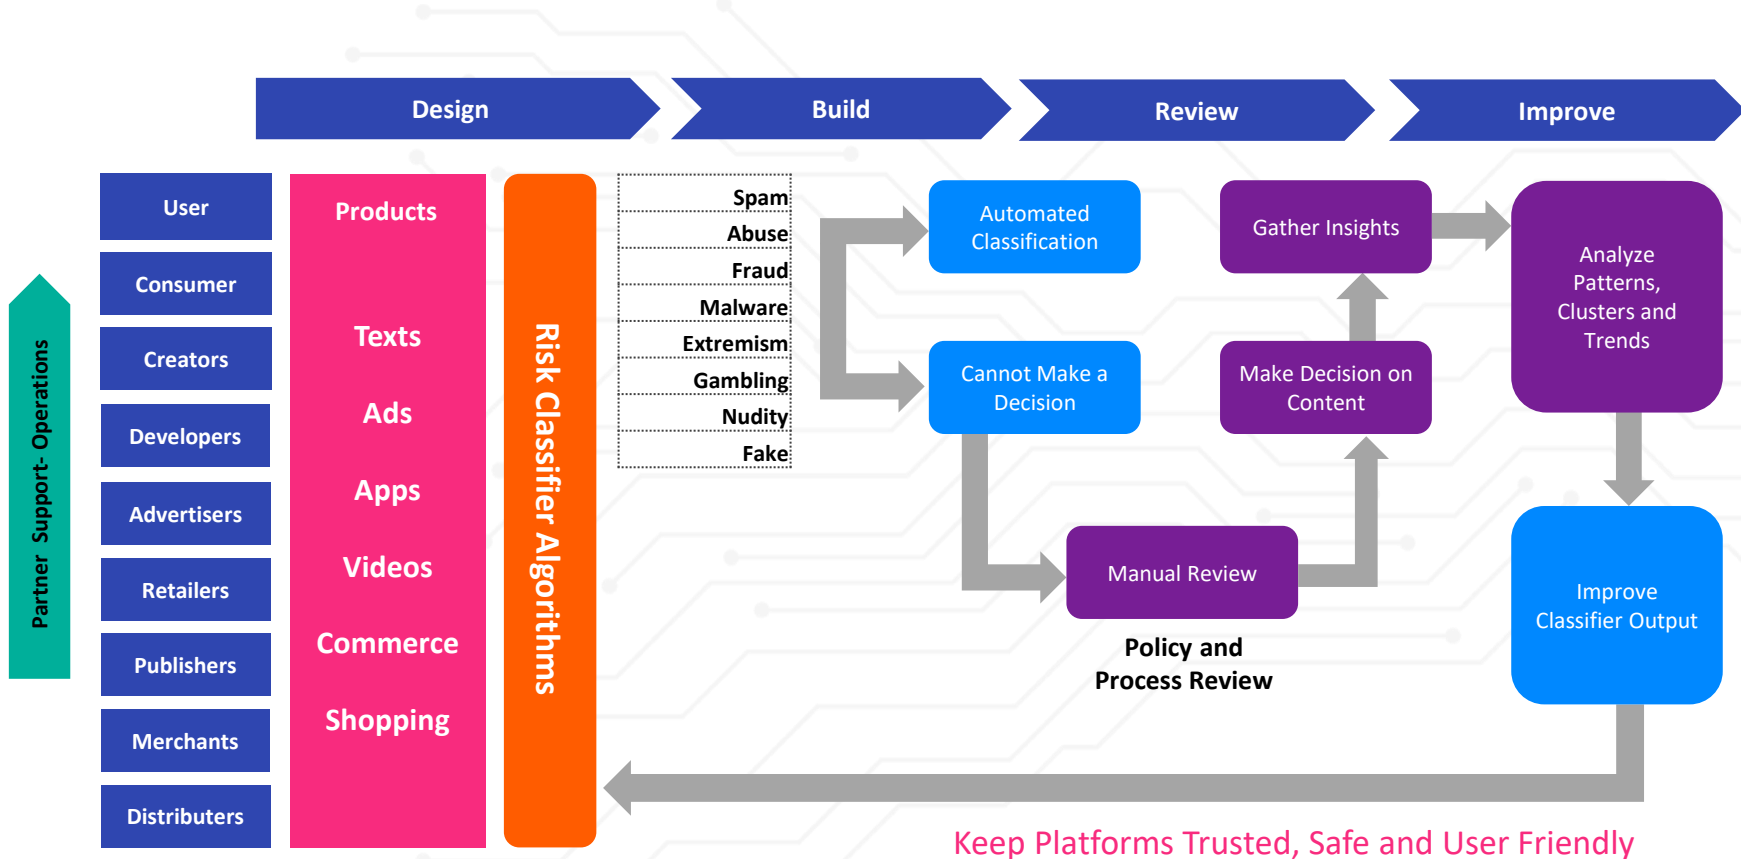 Design
Build
Review
Improve
Partner Support- Operations
User
Consumer
Creators
Developers
Advertisers
Retailers
Publishers
Merchants
Distributers
Products
Texts
Ads
Apps
Videos
Commerce
Shopping
Risk Classifier Algorithms
Spam
Abuse
Fraud
Malware
Extremism
Gambling
Nudity
Fake
Automated
Classification
Cannot Make a
Decision
Manual Review
Policy and
Process Review
Make Decision on
Content
Gather Insights
Analyze
Patterns,
Clusters and
Trends
Improve
Classifier Output
Keep Platforms Trusted, Safe and User Friendly